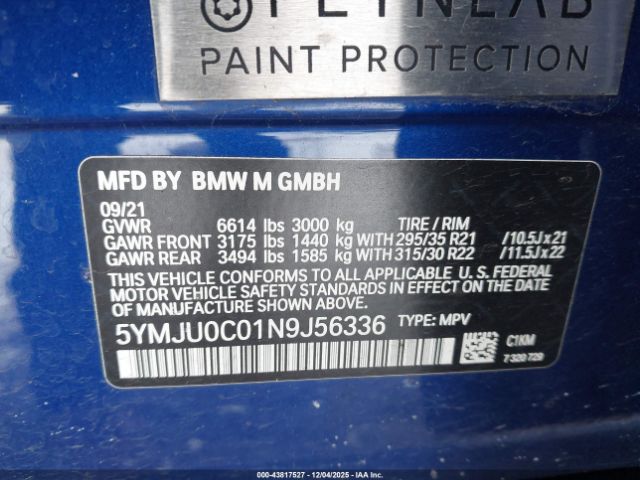 PAINT PROTECTION
MFD BY BMW M GMBH
09/21
GVWR 6614 lbs 3000 kg TIRE / RIM
GAWR FRONT 3175 lbs 1440 kg WITH 295/35 R21 /10.5Jx21
GAWR REAR 3494 lbs 1585 kg WITH 315/30 R22 /11.5Jx22
THIS VEHICLE CONFORMS TO ALL APPLICABLE U. S. FEDERAL
MOTOR VEHICLE SAFETY STANDARDS IN EFFECT ON THE DATE
OF MANUFACTURE SHOWN ABOVE.
5YMJU0C01N9J56336 TYPE: MPV
C1KM
7 320 729
000-43817527 - 12/04/2025 - IAAI.COM